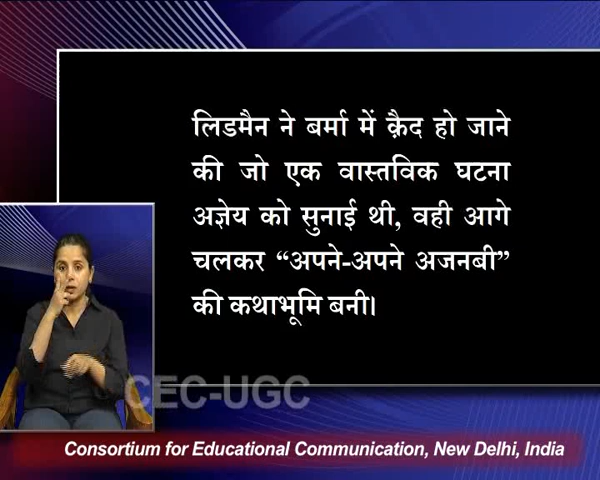 लिडमैन ने बर्मा में क़ैद हो जाने
की जो एक वास्तविक घटना
अज्ञेय को सुनाई थी, वही आगे
चलकर “अपने-अपने अजनबी”
की कथाभूमि बनी।
CEC-UGC
Consortium for Educational Communication, New Delhi, India